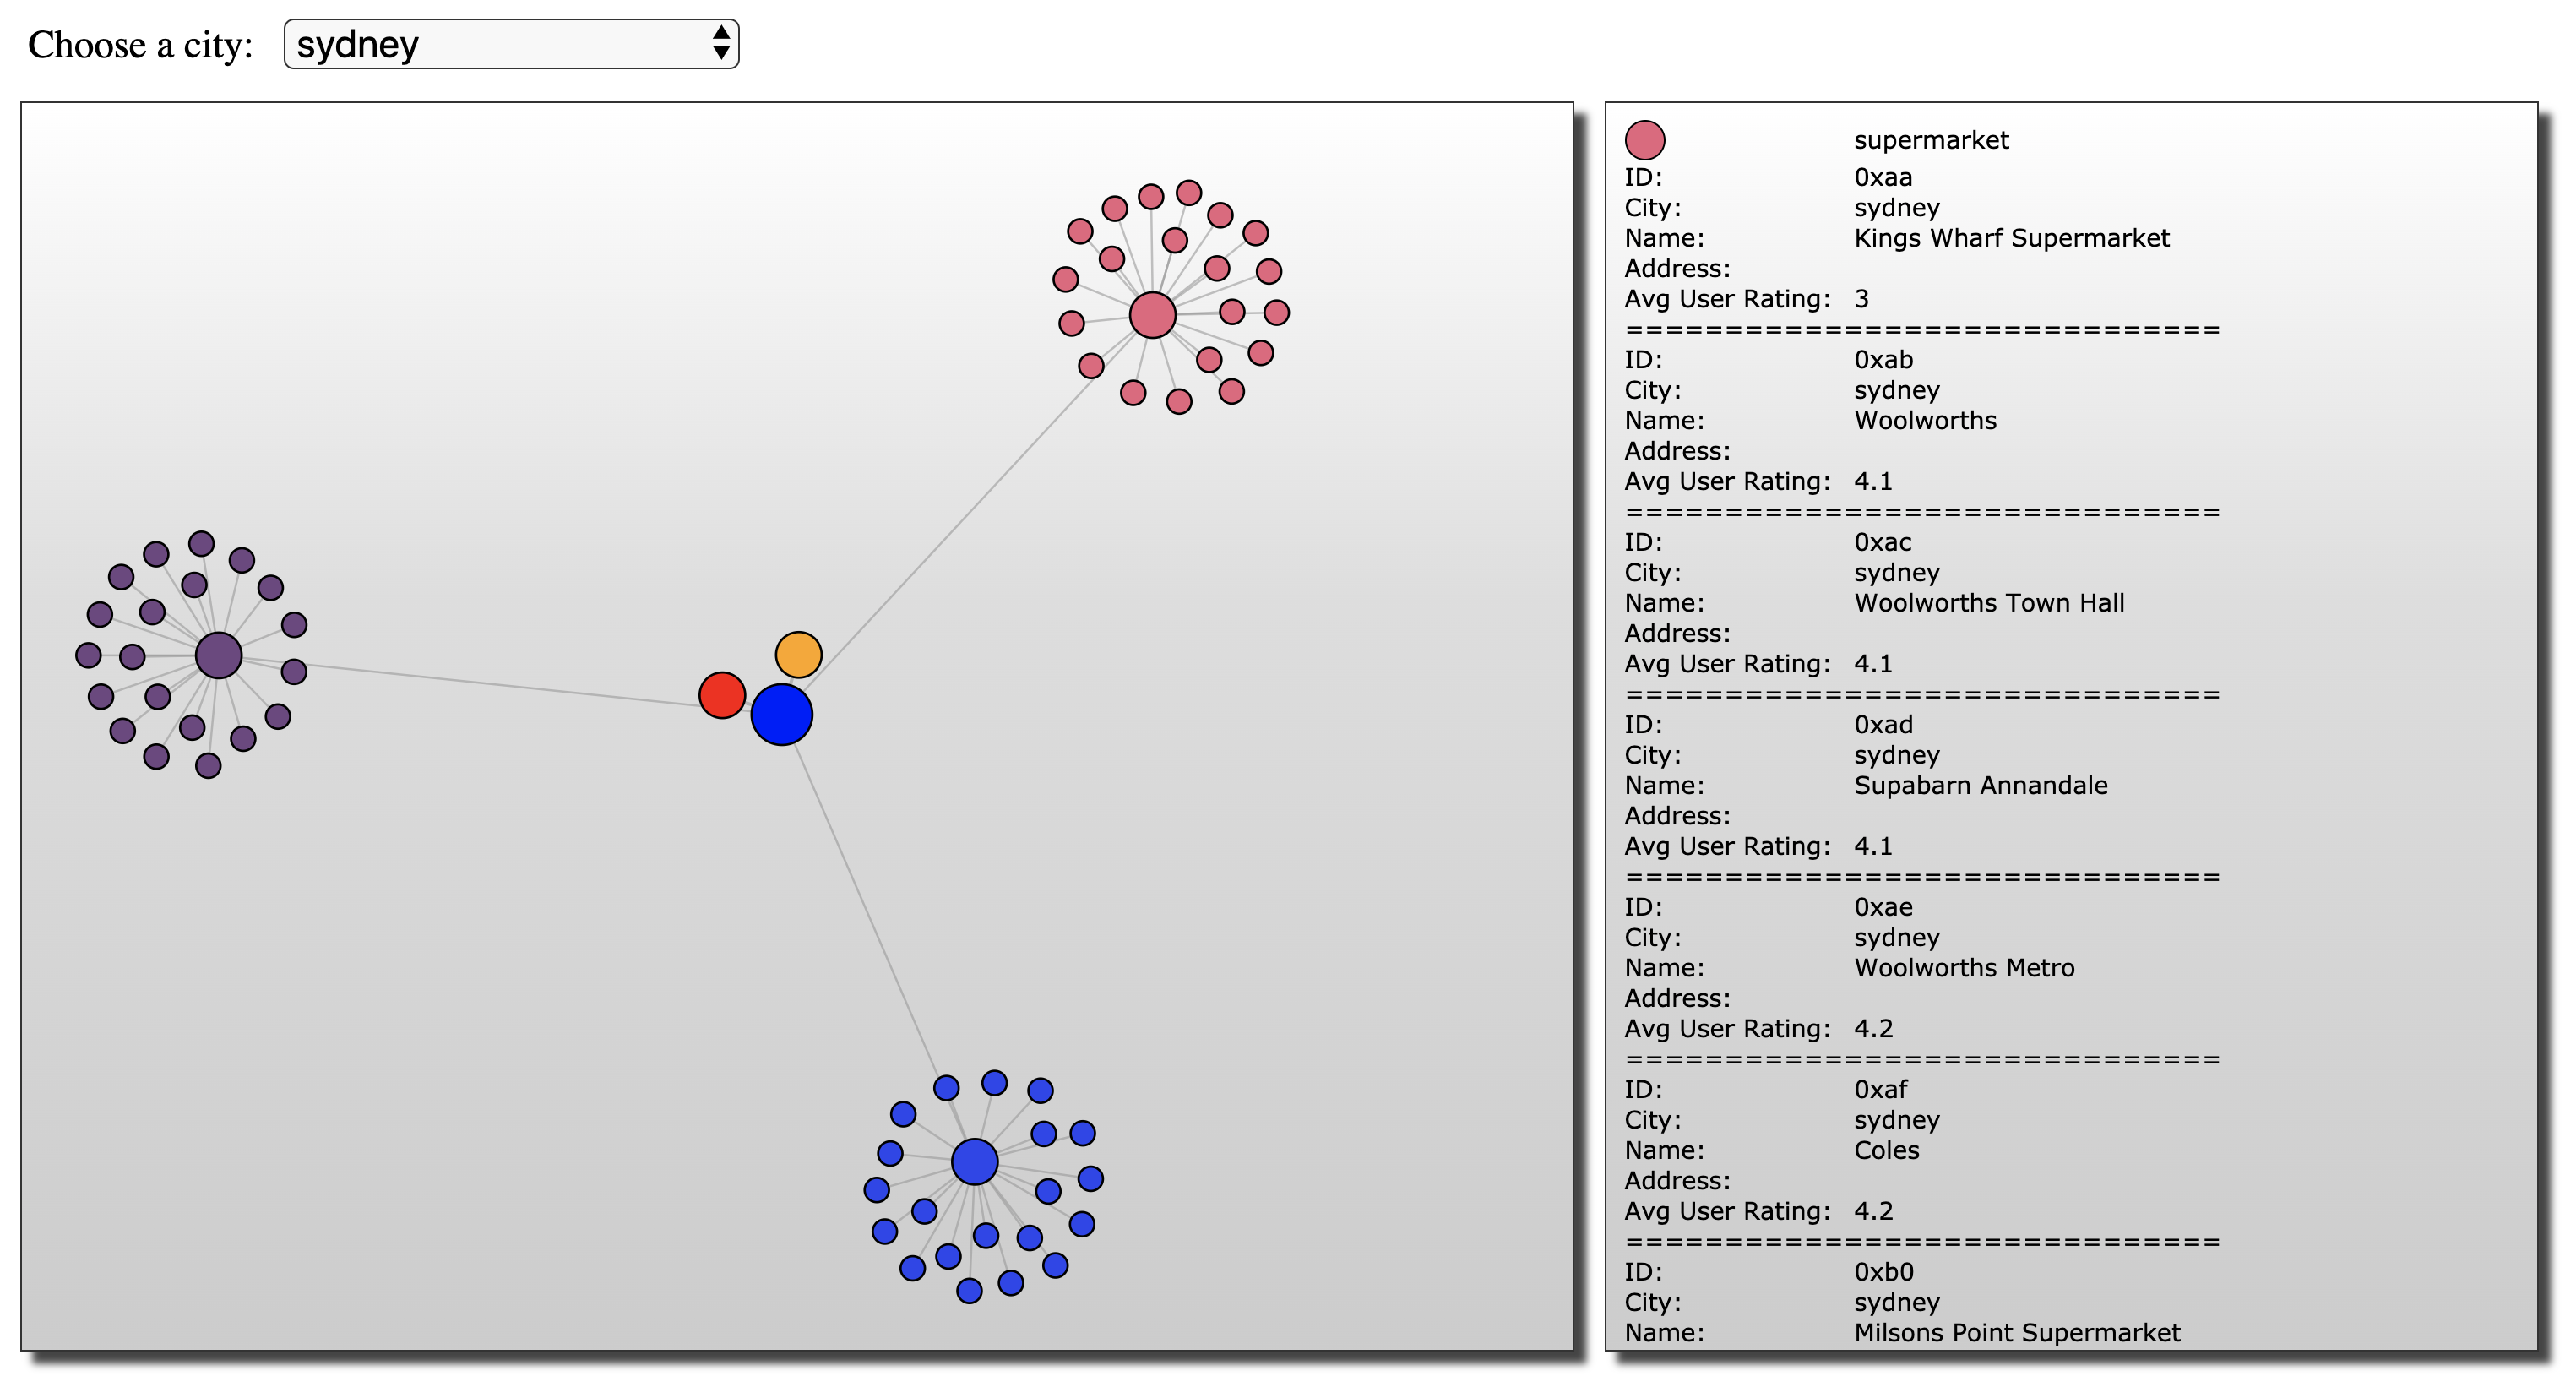 Choose a city: sydney
supermarket
ID: 0xaa
City: sydney
Name: Kings Wharf Supermarket
Address:
Avg User Rating: 3
==============================
ID: 0xab
City: sydney
Name: Woolworths
Address:
Avg User Rating: 4.1
==============================
ID: 0xac
City: sydney
Name: Woolworths Town Hall
Address:
Avg User Rating: 4.1
==============================
ID: 0xad
City: sydney
Name: Supabarn Annandale
Address:
Avg User Rating: 4.1
==============================
ID: 0xae
City: sydney
Name: Woolworths Metro
Address:
Avg User Rating: 4.2
==============================
ID: 0xaf
City: sydney
Name: Coles
Address:
Avg User Rating: 4.2
==============================
ID: 0xb0
City: sydney
Name: Milsons Point Supermarket